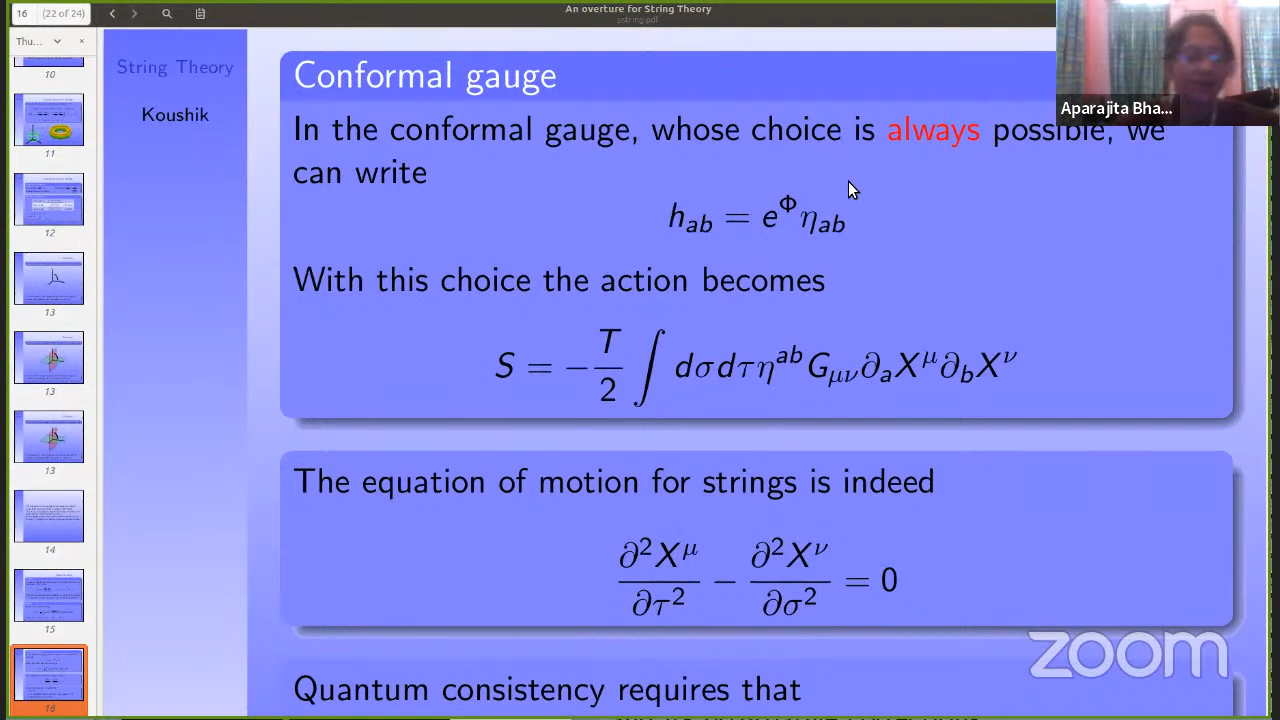 16 (22 of 24)
An overture for String Theory
pstring.pdf
Thu...
10
11
12
13
13
13
14
15
16
String Theory
Koushik
Aparajita Bha...
Conformal gauge
In the conformal gauge, whose choice is always possible, we
can write
h_{ab} = e^Φ η_{ab}
With this choice the action becomes
S = −T/2 ∫ dσdτ η^{ab} G_{μν} ∂_a X^μ ∂_b X^ν
The equation of motion for strings is indeed
∂²X^μ/∂τ² − ∂²X^ν/∂σ² = 0
zoom
Quantum consistency requires that